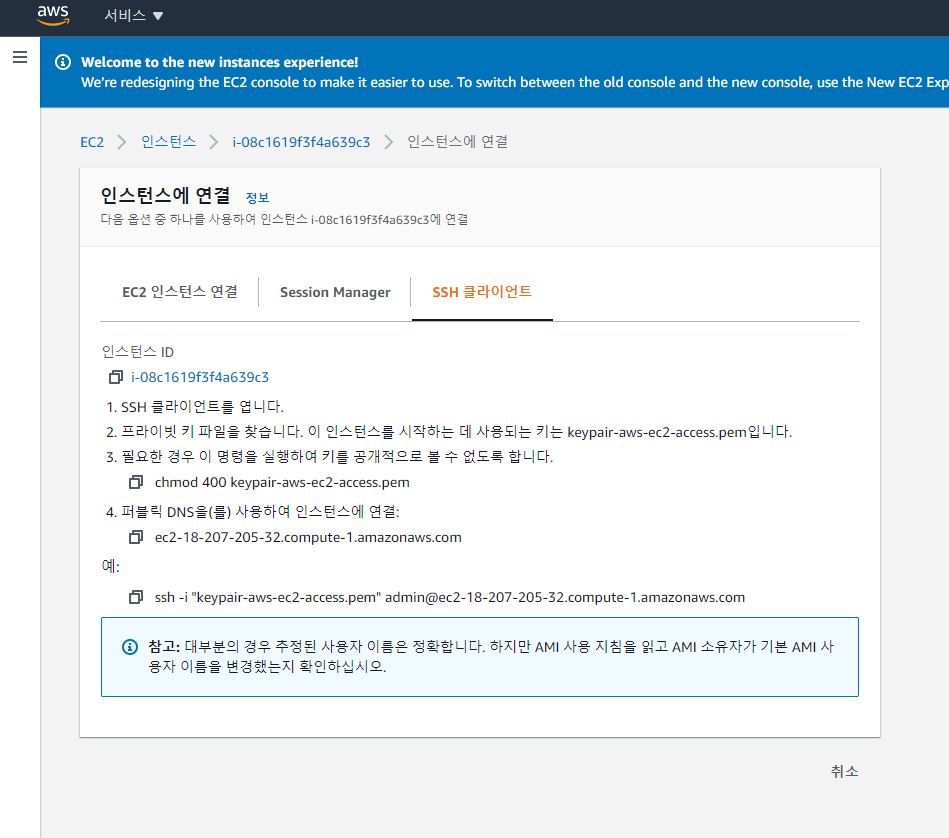 aws 서비스 ▼
Welcome to the new instances experience!
We're redesigning the EC2 console to make it easier to use. To switch between the old console and the new console, use the New EC2 Exp
EC2 > 인스턴스 > i-08c1619f3f4a639c3 > 인스턴스에 연결
인스턴스에 연결 정보
다음 옵션 중 하나를 사용하여 인스턴스 i-08c1619f3f4a639c3에 연결
EC2 인스턴스 연결 Session Manager SSH 클라이언트
인스턴스 ID
i-08c1619f3f4a639c3
1. SSH 클라이언트를 엽니다.
2. 프라이빗 키 파일을 찾습니다. 이 인스턴스를 시작하는 데 사용되는 키는 keypair-aws-ec2-access.pem입니다.
3. 필요한 경우 이 명령을 실행하여 키를 공개적으로 볼 수 없도록 합니다.
chmod 400 keypair-aws-ec2-access.pem
4. 퍼블릭 DNS을(를) 사용하여 인스턴스에 연결:
ec2-18-207-205-32.compute-1.amazonaws.com
예:
ssh -i "keypair-aws-ec2-access.pem" admin@ec2-18-207-205-32.compute-1.amazonaws.com
참고: 대부분의 경우 추정된 사용자 이름은 정확합니다. 하지만 AMI 사용 지침을 읽고 AMI 소유자가 기본 AMI 사
용자 이름을 변경했는지 확인하십시오.
취소